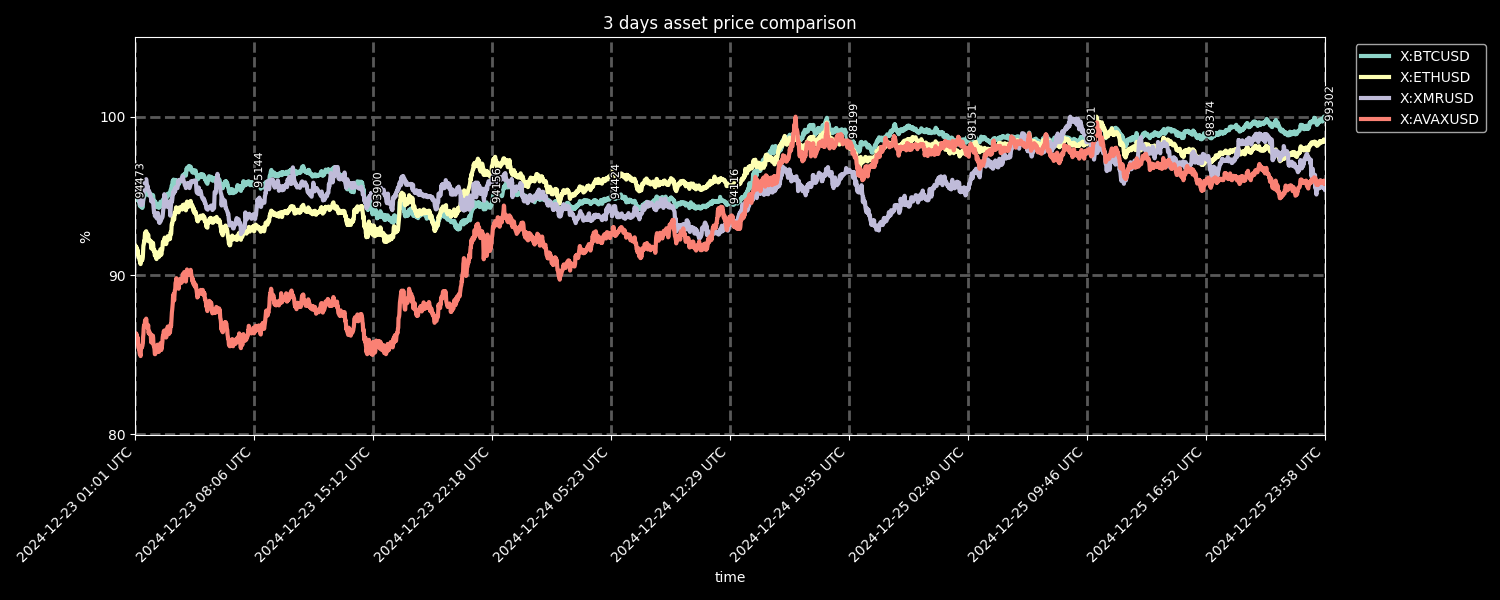 3 days asset price comparison
X:BTCUSD
X:ETHUSD
X:XMRUSD
X:AVAXUSD
100
90
80
%
94473
95144
93900
94156
94424
94116
98199
98151
98021
98374
99302
2024-12-23 01:01 UTC
2024-12-23 08:06 UTC
2024-12-23 15:12 UTC
2024-12-23 22:18 UTC
2024-12-24 05:23 UTC
2024-12-24 12:29 UTC
2024-12-24 19:35 UTC
2024-12-25 02:40 UTC
2024-12-25 09:46 UTC
2024-12-25 16:52 UTC
2024-12-25 23:58 UTC
time